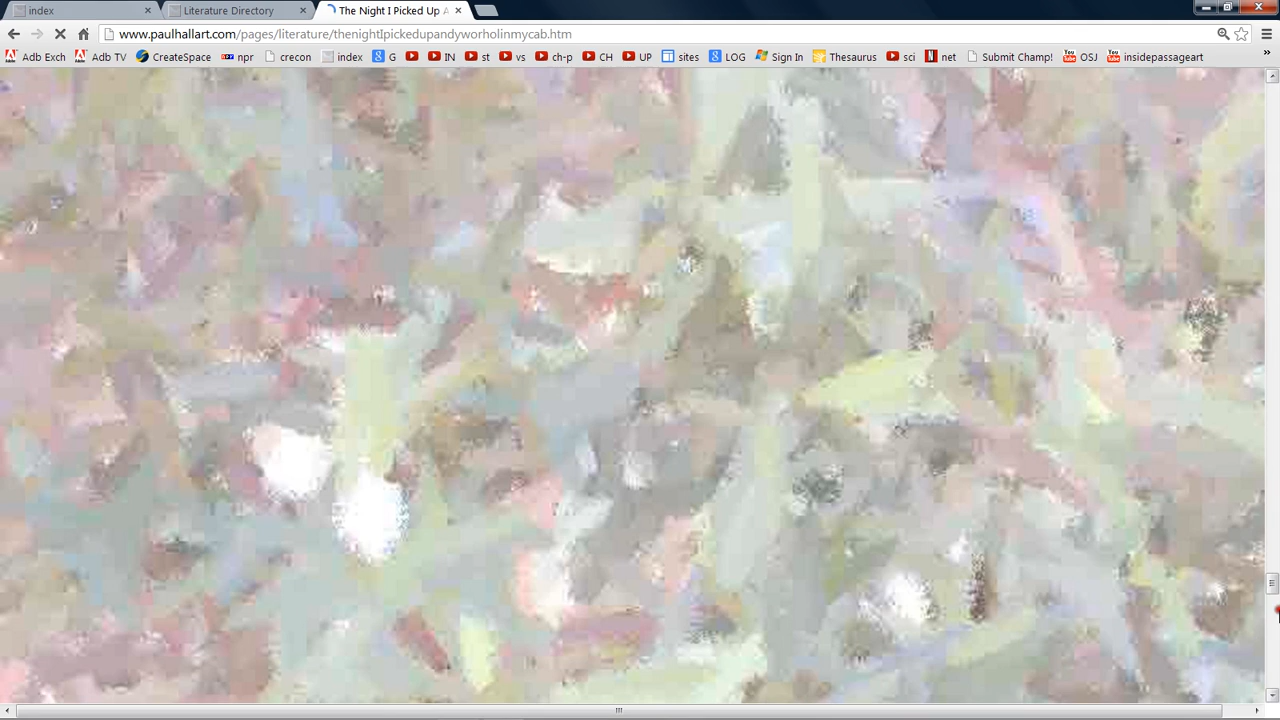 index
Literature Directory
The Night I Picked Up A
www.paulhallart.com/pages/literature/thenightIpickedupandyworholinmycab.htm
Adb Exch Adb TV CreateSpace npr crecon index G IN st vs ch-p CH UP sites LOG Sign In Thesaurus sci net Submit Champ! OSJ insidepassageart